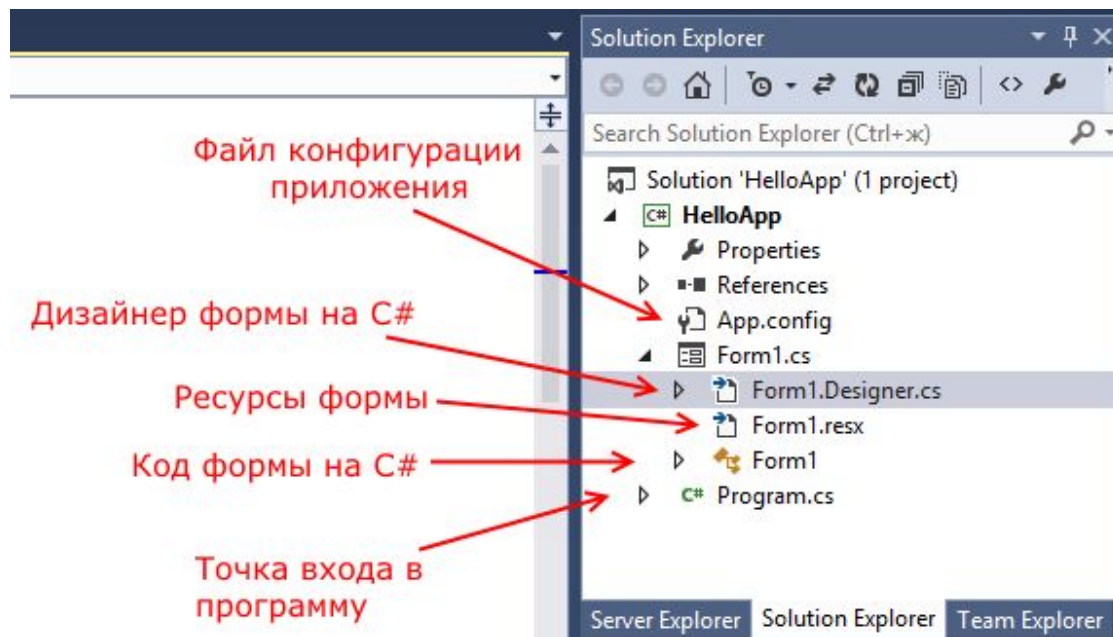 Solution Explorer
Search Solution Explorer (Ctrl+ж)
Файл конфигурации
приложения
Дизайнер формы на C#
Ресурсы формы
Код формы на C#
Точка входа в
программу
Solution 'HelloApp' (1 project)
C# HelloApp
Properties
References
App.config
Form1.cs
Form1.Designer.cs
Form1.resx
Form1
C# Program.cs
Server Explorer Solution Explorer Team Explorer